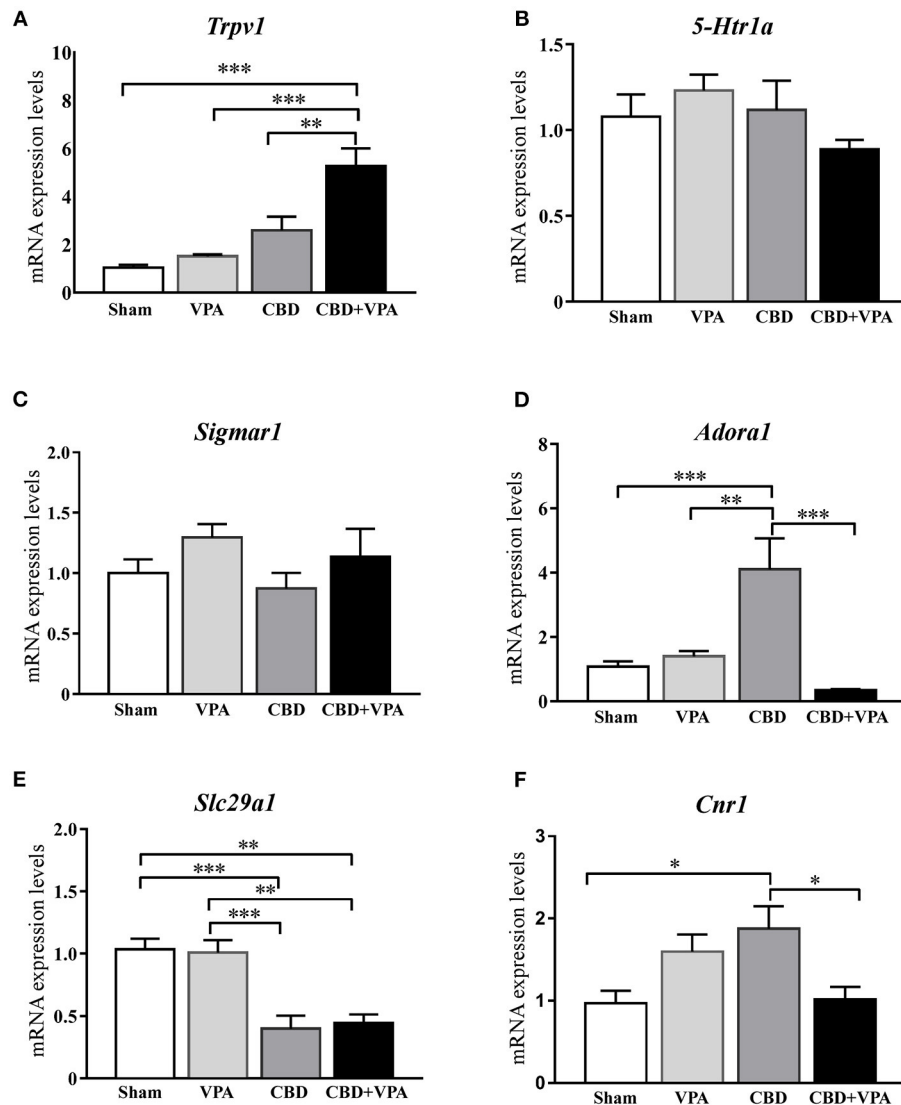 A
Trpv1
mRNA expression levels
10
8
6
4
2
0
***
***
**
Sham VPA CBD CBD+VPA
B
5-Htr1a
mRNA expression levels
1.5
1.0
0.5
0
Sham VPA CBD CBD+VPA
C
Sigmar1
mRNA expression levels
2.0
1.5
1.0
0.5
0
Sham VPA CBD CBD+VPA
D
Adora1
mRNA expression levels
8
6
4
2
0
***
**
***
Sham VPA CBD CBD+VPA
E
Slc29a1
mRNA expression levels
2.0
1.5
1.0
0.5
0
**
***
**
***
Sham VPA CBD CBD+VPA
F
Cnr1
mRNA expression levels
3
2
1
0
*
*
Sham VPA CBD CBD+VPA